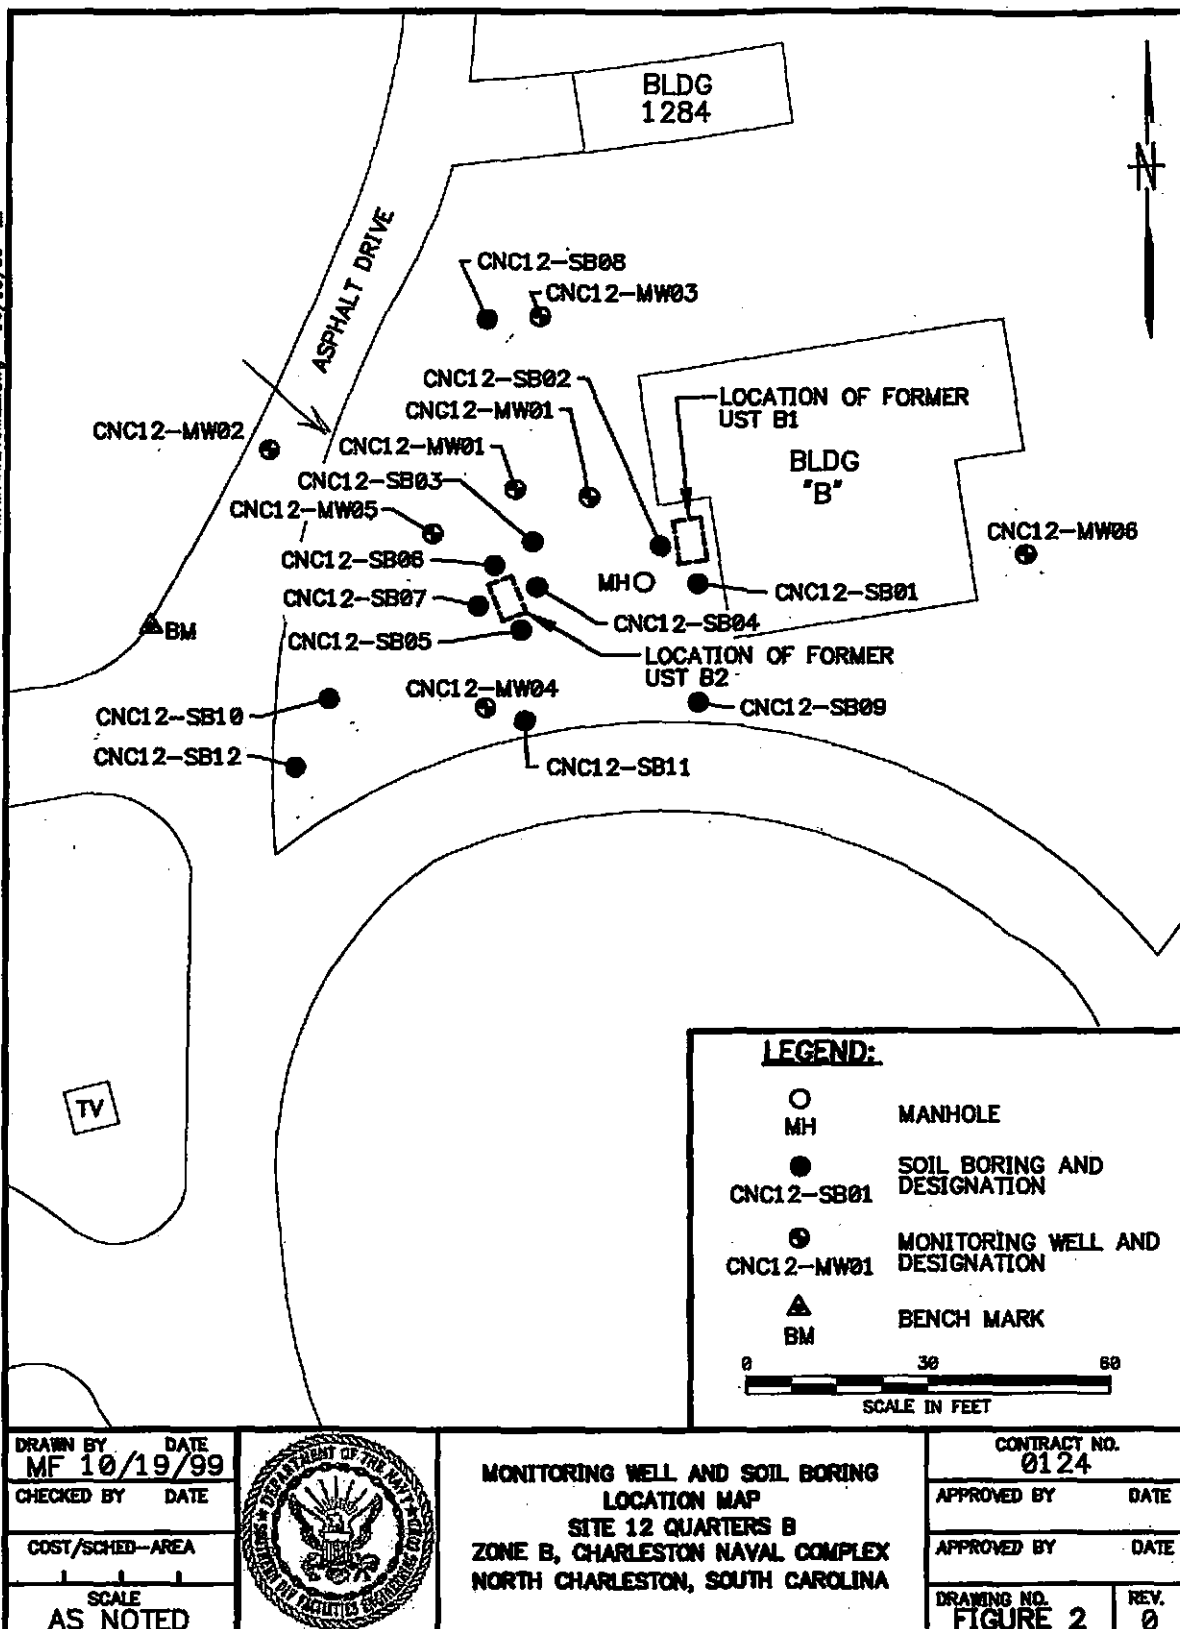 BLDG
1284
N
ASPHALT DRIVE
CNC12-SB08
CNC12-MW03
CNC12-SB02
LOCATION OF FORMER
UST B1
CNC12-MW01
CNC12-MW02
CNC12-MW01
BLDG
"B"
CNC12-SB03
CNC12-MW05
CNC12-MW06
CNC12-SB06
MH
CNC12-SB01
CNC12-SB07
CNC12-SB04
BM
CNC12-SB05
LOCATION OF FORMER
UST B2
CNC12-MW04
CNC12-SB10
CNC12-SB09
CNC12-SB12
CNC12-SB11
TV
LEGEND:
MH
MANHOLE
CNC12-SB01
SOIL BORING AND
DESIGNATION
CNC12-MW01
MONITORING WELL AND
DESIGNATION
BM
BENCH MARK
0 30 60
SCALE IN FEET
DRAWN BY DATE
MF 10/19/99
CHECKED BY DATE
COST/SCHED-AREA
SCALE
AS NOTED
DEPARTMENT OF THE NAVY
MONITORING WELL AND SOIL BORING
LOCATION MAP
SITE 12 QUARTERS B
ZONE B, CHARLESTON NAVAL COMPLEX
NORTH CHARLESTON, SOUTH CAROLINA
CONTRACT NO.
0124
APPROVED BY DATE
APPROVED BY DATE
DRAWING NO.
FIGURE 2
REV.
0